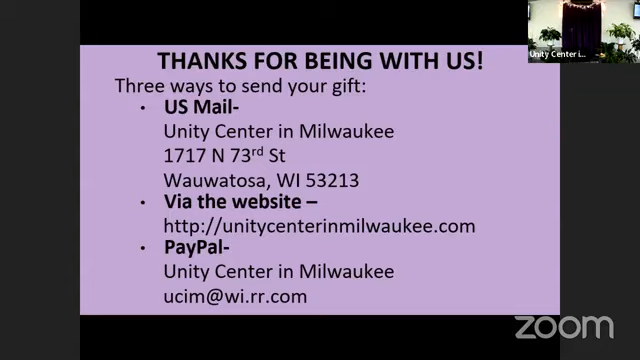 THANKS FOR BEING WITH US!
Three ways to send your gift:
• US Mail-
Unity Center in Milwaukee
1717 N 73rd St
Wauwatosa, WI 53213
• Via the website –
http://unitycenterinmilwaukee.com
• PayPal-
Unity Center in Milwaukee
ucim@wi.rr.com
Unity Center i...
zoom